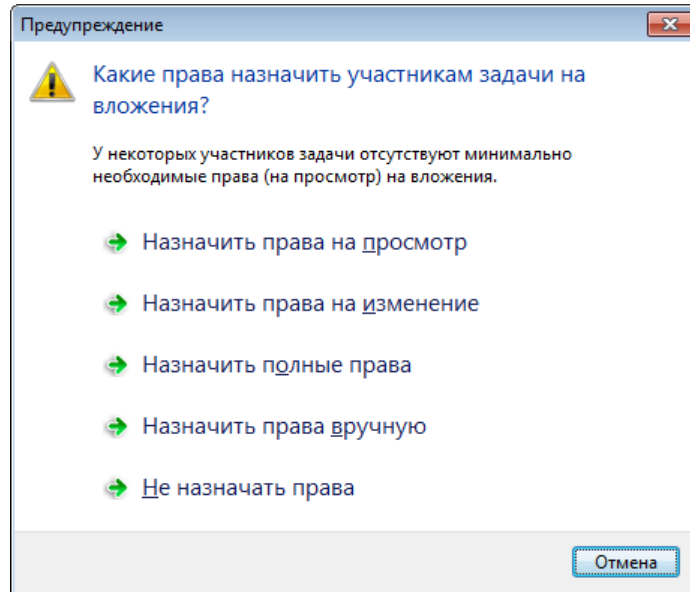 Предупреждение
Какие права назначить участникам задачи на
вложения?
У некоторых участников задачи отсутствуют минимально
необходимые права (на просмотр) на вложения.
Назначить права на просмотр
Назначить права на изменение
Назначить полные права
Назначить права вручную
Не назначать права
Отмена